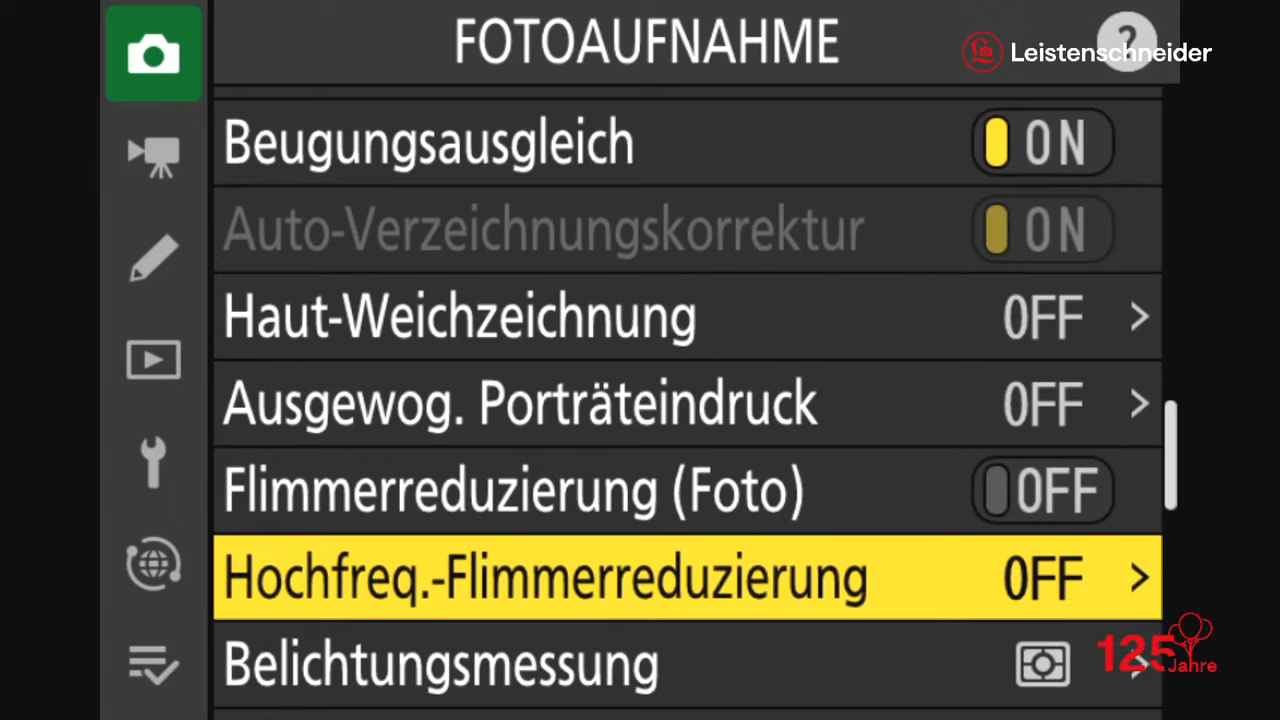 FOTOAUFNAHME
?
Leistenschneider
Beugungsausgleich ON
Auto-Verzeichnungskorrektur ON
Haut-Weichzeichnung OFF >
Ausgewog. Porträteindruck OFF >
Flimmerreduzierung (Foto) OFF
Hochfreq.-Flimmerreduzierung OFF >
Belichtungsmessung >
125 Jahre